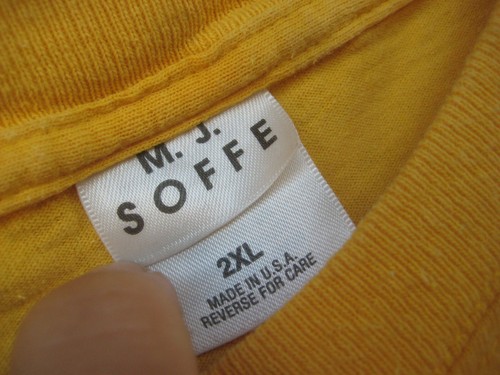 M. J.
SOFFE
2XL
MADE IN U.S.A.
REVERSE FOR CARE